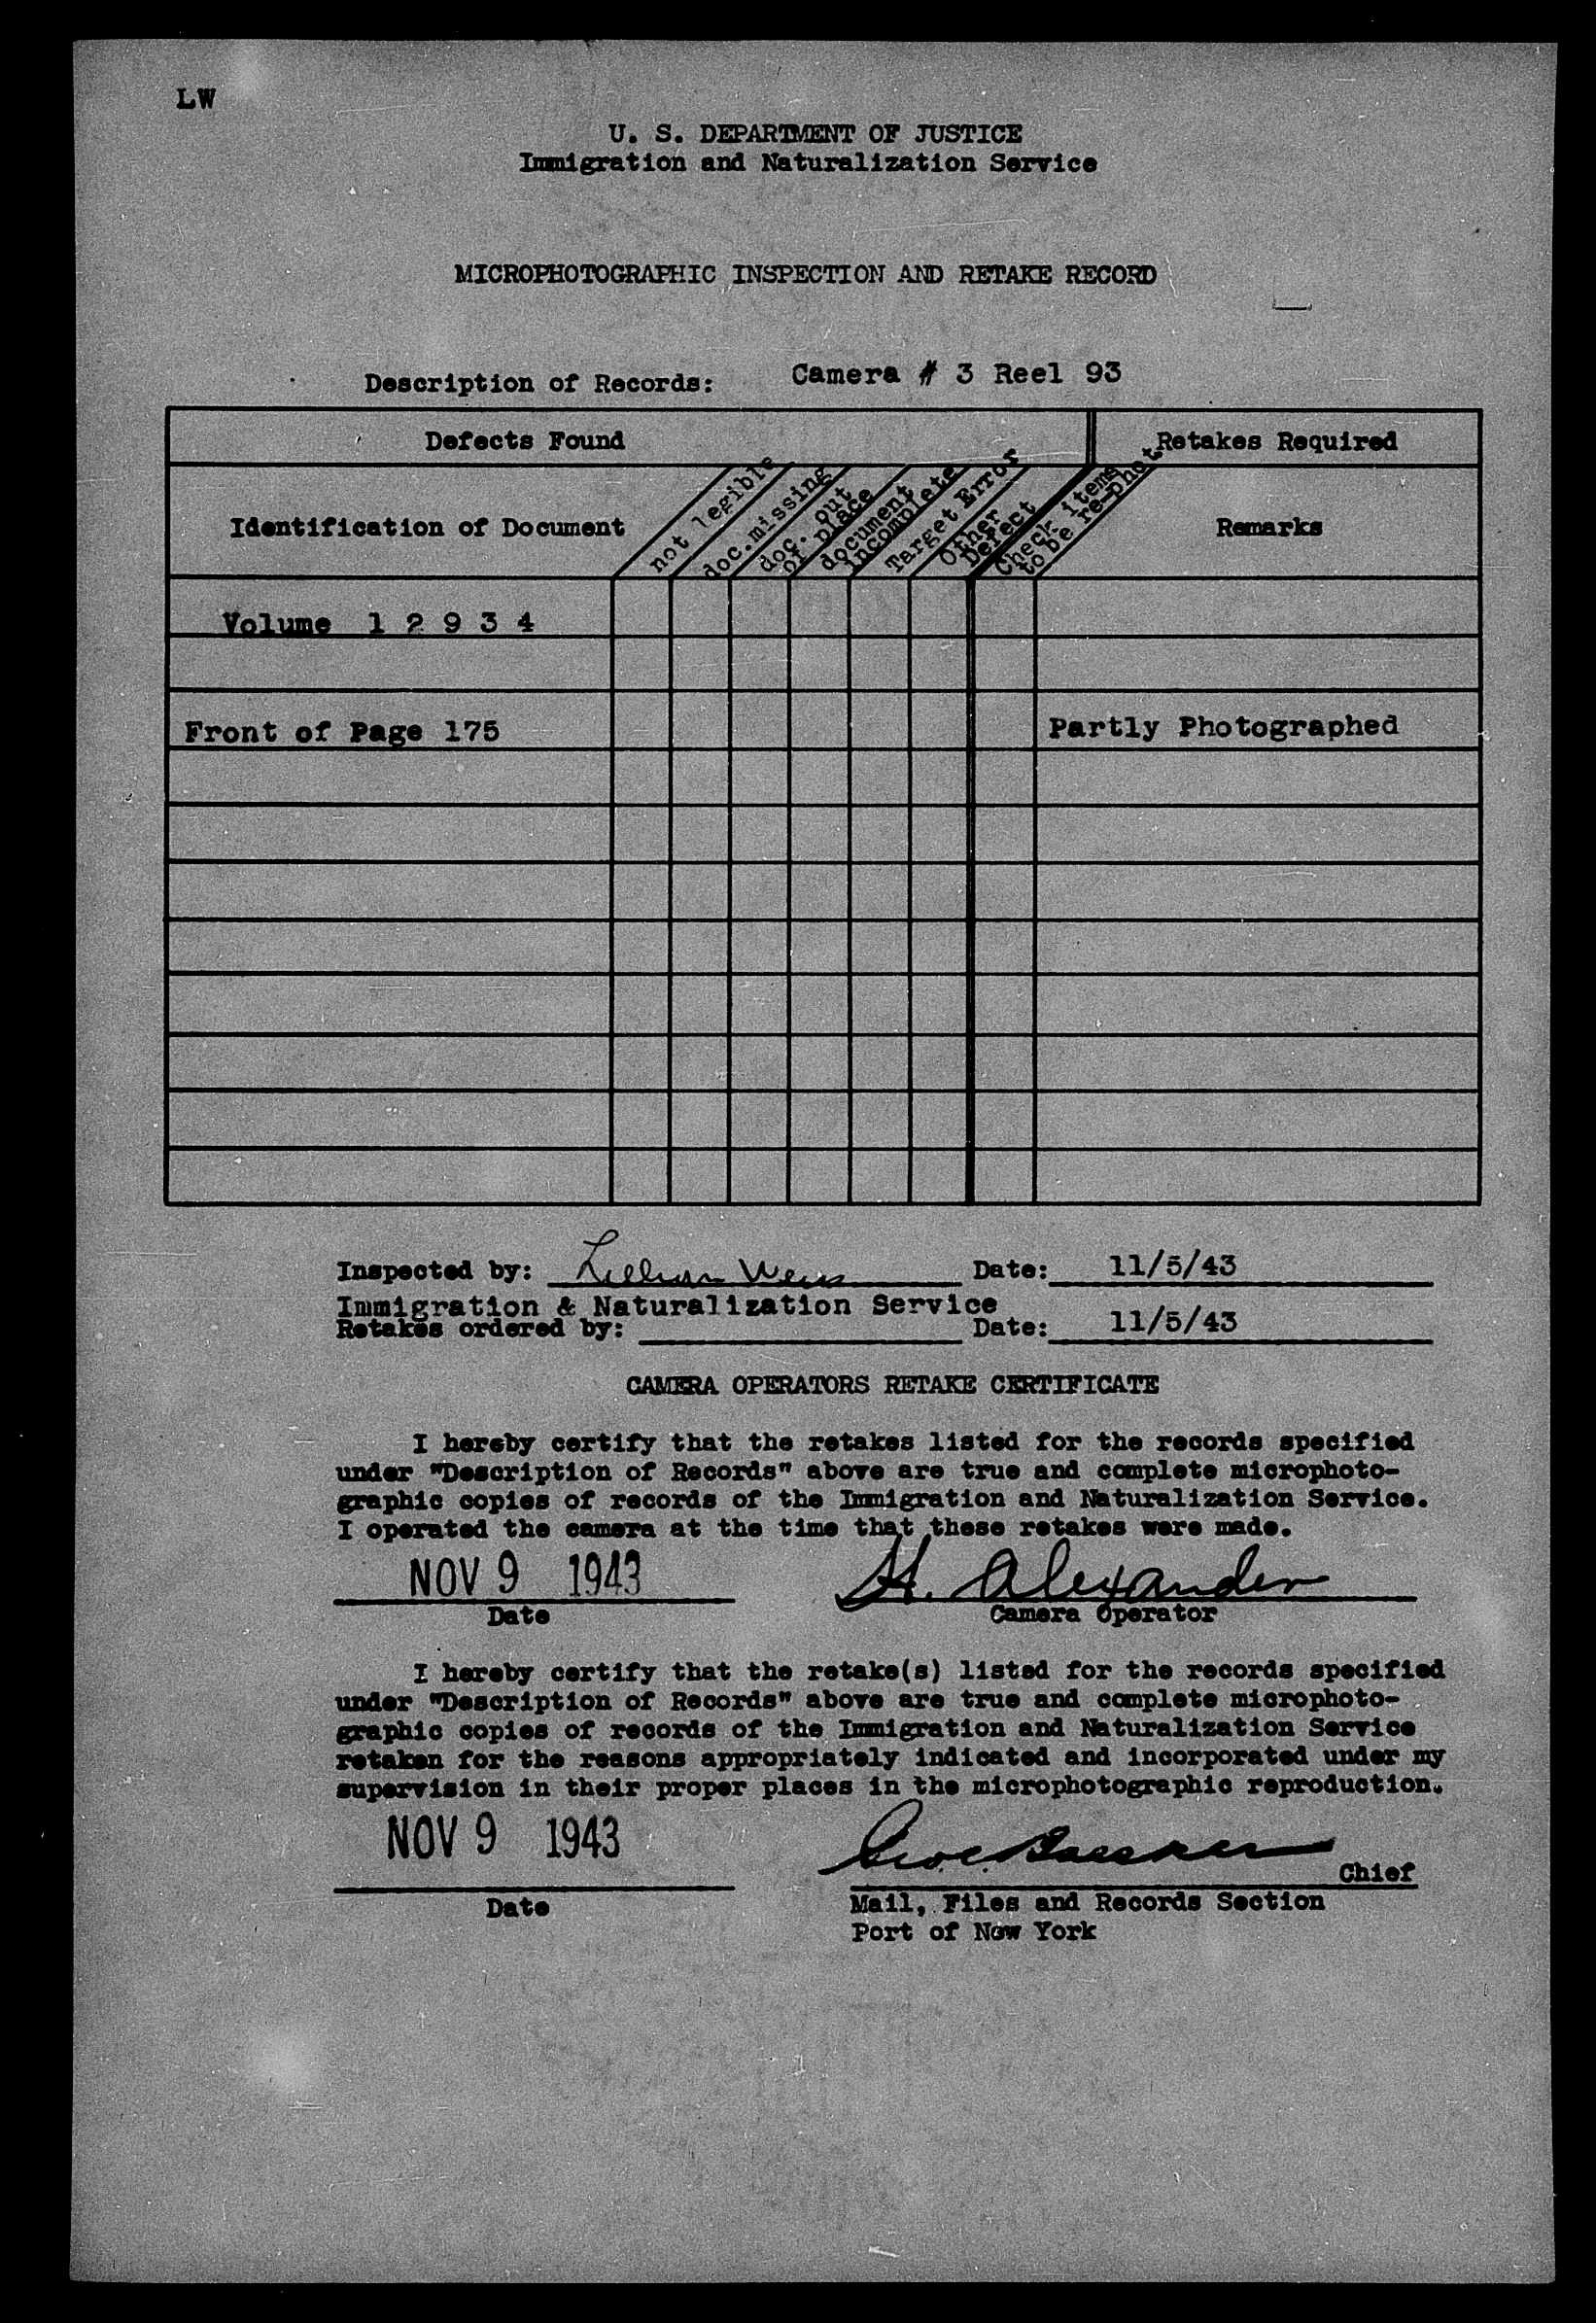 LW
U. S. DEPARTMENT OF JUSTICE
Immigration and Naturalization Service
MICROPHOTOGRAPHIC INSPECTION AND RETAKE RECORD
Description of Records: Camera # 3 Reel 93
Defects Found Retakes Required
Identification of Document
not legible
doc.missing
doc. out
of place
document
incomplete
Target Error
Other
Defect
Check items
to be re-phot.
Remarks
Volume 1 2 9 3 4
Front of Page 175 Partly Photographed
Inspected by: Lillian Weiss Date: 11/5/43
Immigration & Naturalization Service
Retakes ordered by: Date: 11/5/43
CAMERA OPERATORS RETAKE CERTIFICATE
I hereby certify that the retakes listed for the records specified
under "Description of Records" above are true and complete microphoto-
graphic copies of records of the Immigration and Naturalization Service.
I operated the camera at the time that these retakes were made.
NOV 9 1943 H. Alexander
Date Camera Operator
I hereby certify that the retake(s) listed for the records specified
under "Description of Records" above are true and complete microphoto-
graphic copies of records of the Immigration and Naturalization Service
retaken for the reasons appropriately indicated and incorporated under my
supervision in their proper places in the microphotographic reproduction.
NOV 9 1943
Chief
Date Mail, Files and Records Section
Port of New York